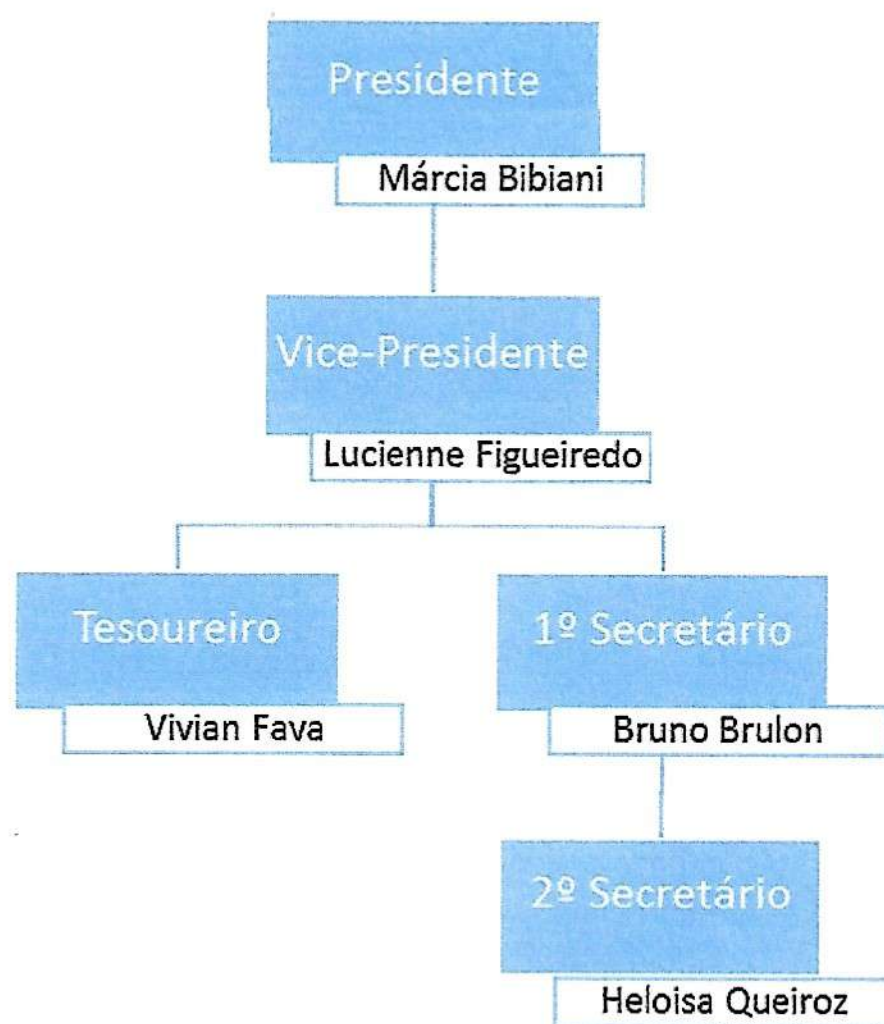 Presidente
Márcia Bibiani
Vice-Presidente
Lucienne Figueiredo
Tesoureiro
Vivian Fava
1º Secretário
Bruno Brulon
2º Secretário
Heloisa Queiroz